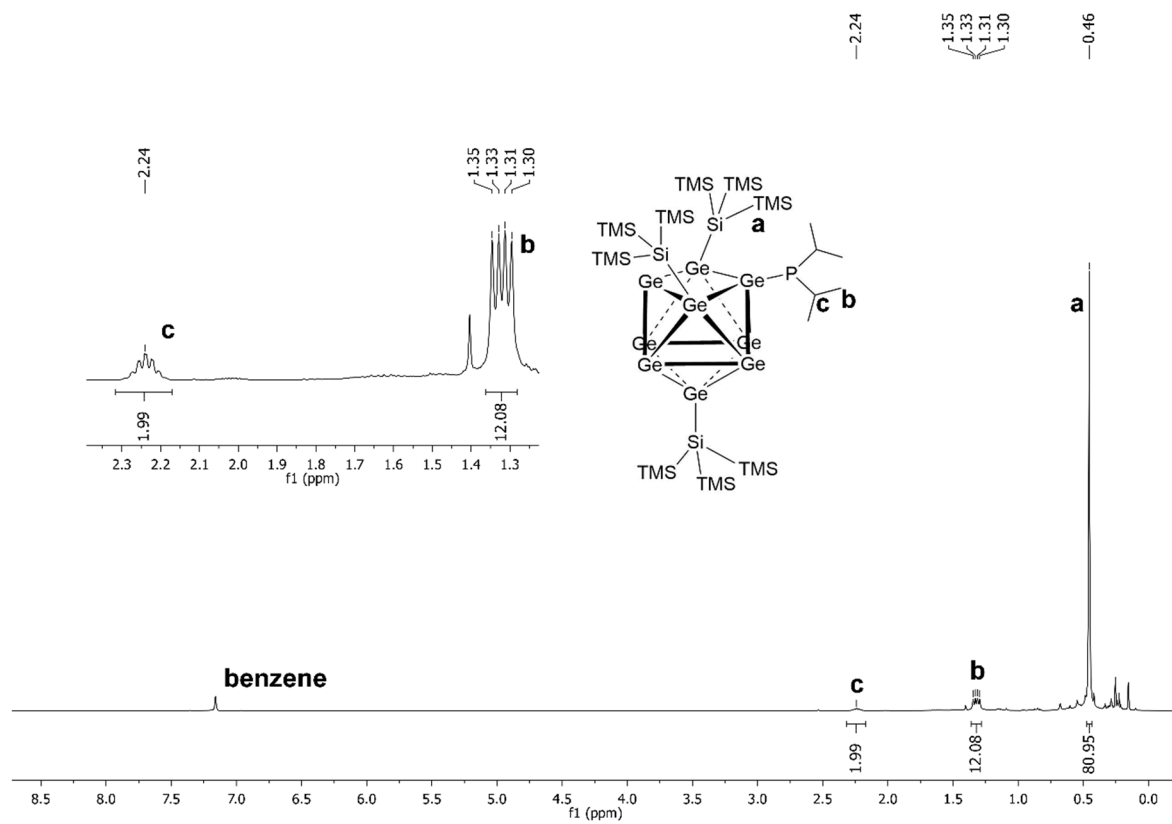 2.24
1.35
1.33
1.31
1.30
0.46
2.24
1.35
1.33
1.31
1.30
b
c
1.99
12.08
2.3 2.2 2.1 2.0 1.9 1.8 1.7 1.6 1.5 1.4 1.3
f1 (ppm)
TMS TMS
TMS
TMS
TMS
TMS
Si
a
Si
Ge
Ge
Ge
P
Ge
c b
Ge
Ge
Ge
Ge
Ge
Si
TMS
TMS
TMS
a
benzene
c
b
1.99
12.08
80.95
8.5 8.0 7.5 7.0 6.5 6.0 5.5 5.0 4.5 4.0 3.5 3.0 2.5 2.0 1.5 1.0 0.5 0.0
f1 (ppm)